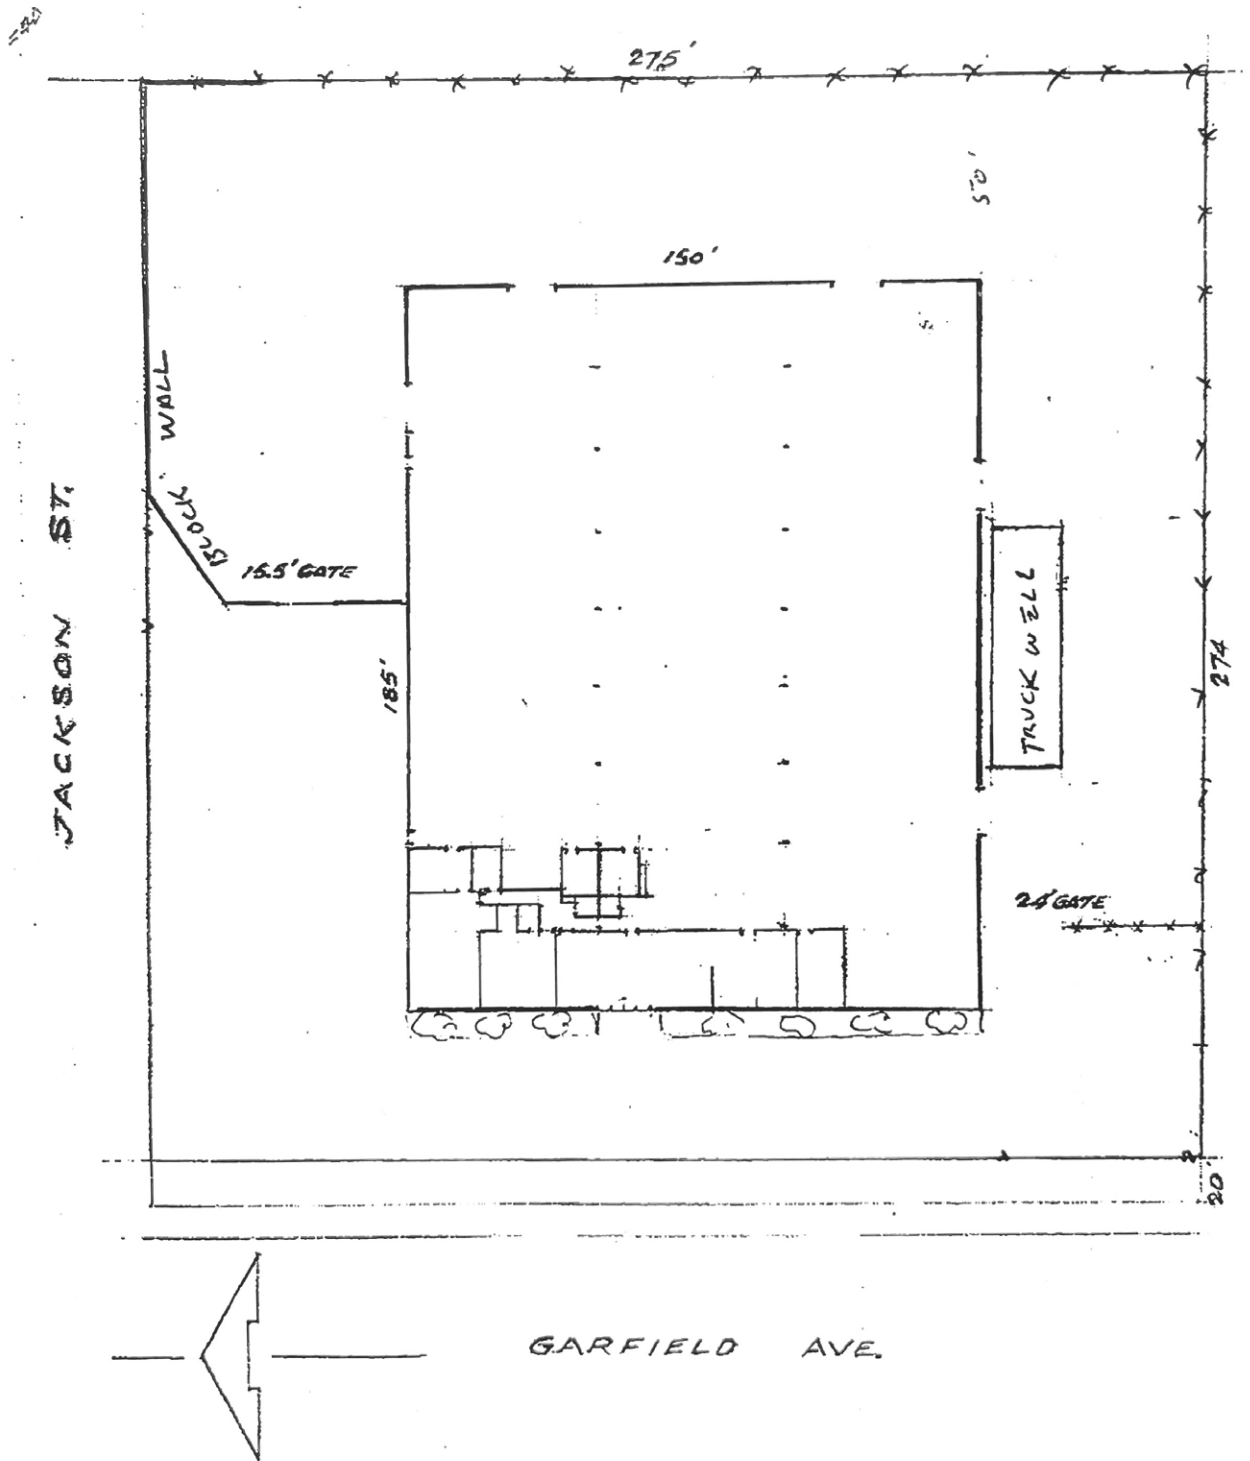 275'
50'
150'
BLOCK WALL
JACKSON ST.
15.5' GATE
185'
TRUCK WELL
274
24' GATE
20'
GARFIELD AVE.